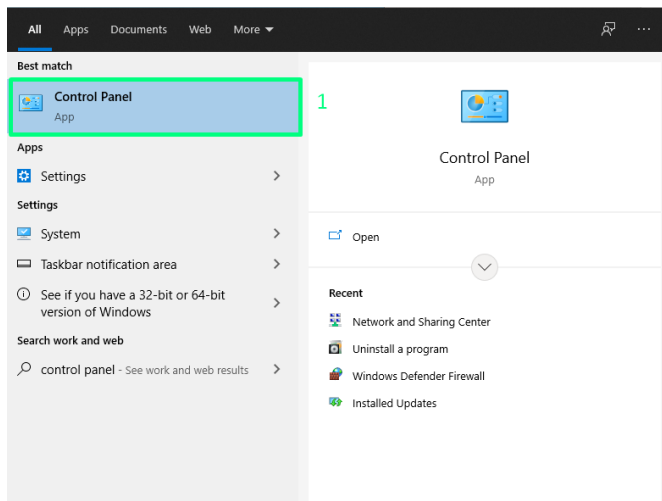 All Apps Documents Web More
Best match
Control Panel
App
Apps
Settings
Settings
System
Taskbar notification area
See if you have a 32-bit or 64-bit
version of Windows
Search work and web
control panel - See work and web results
1
Control Panel
App
Open
Recent
Network and Sharing Center
Uninstall a program
Windows Defender Firewall
Installed Updates